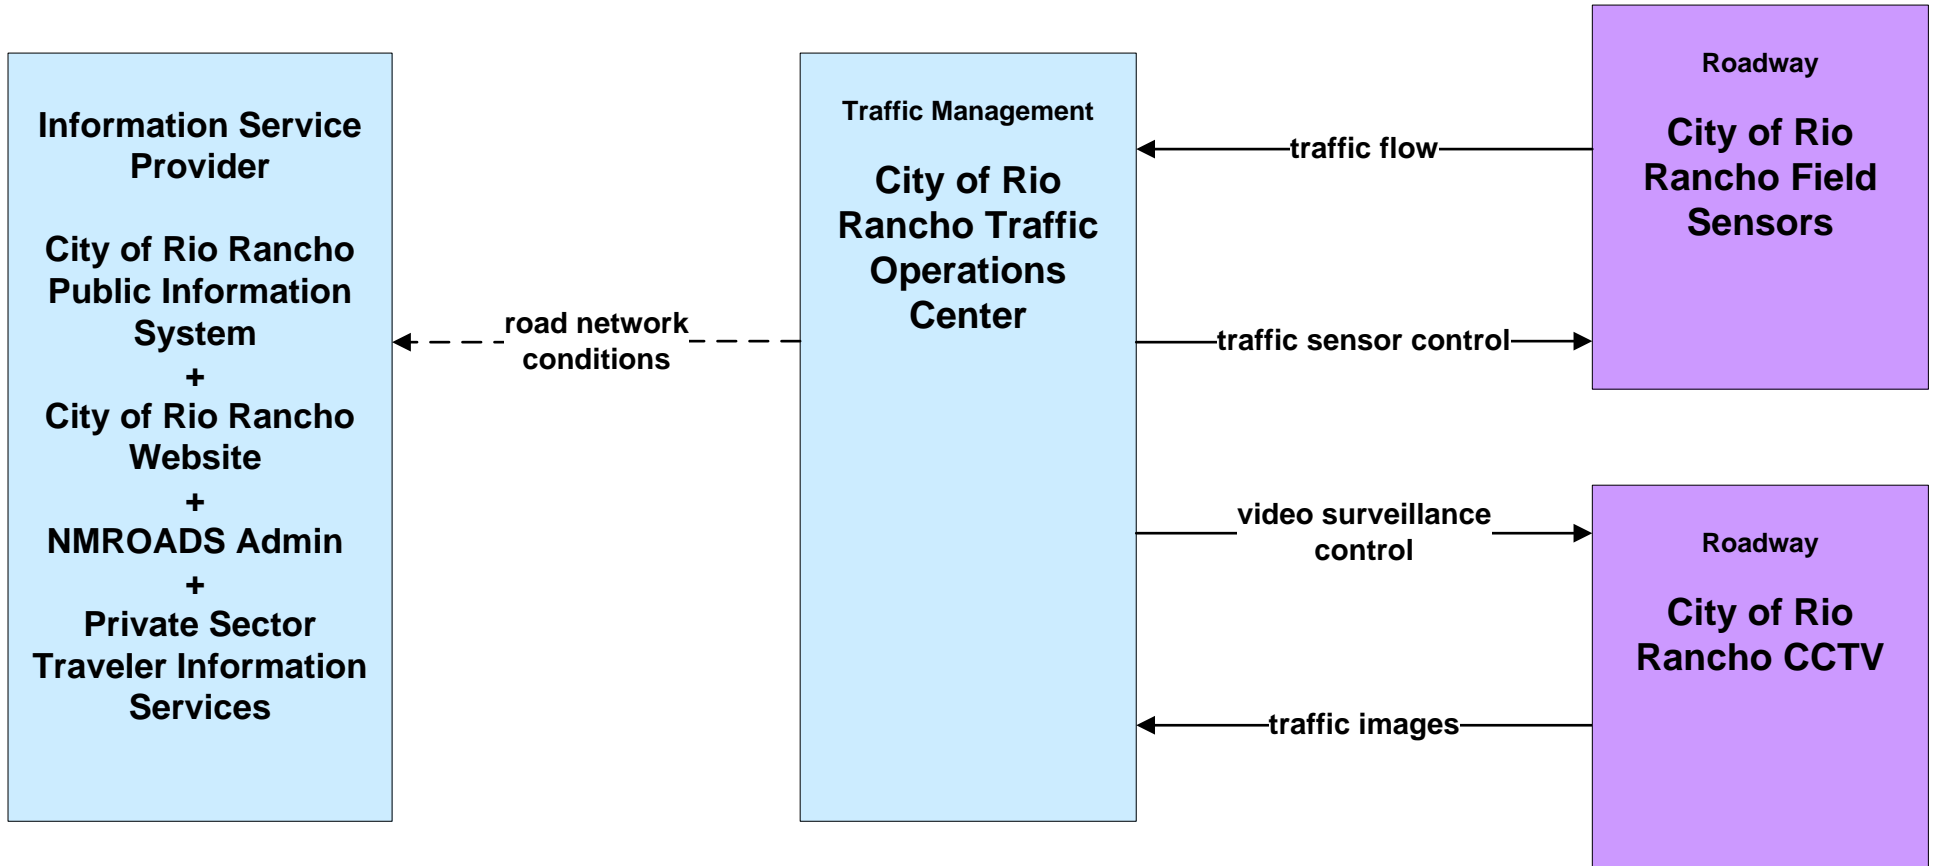 Information Service
Provider
City of Rio Rancho
Public Information
System
+
City of Rio Rancho
Website
+
NMROADS Admin
+
Private Sector
Traveler Information
Services
road network
conditions
Traffic Management
City of Rio
Rancho Traffic
Operations
Center
traffic flow
traffic sensor control
video surveillance
control
traffic images
Roadway
City of Rio
Rancho Field
Sensors
Roadway
City of Rio
Rancho CCTV